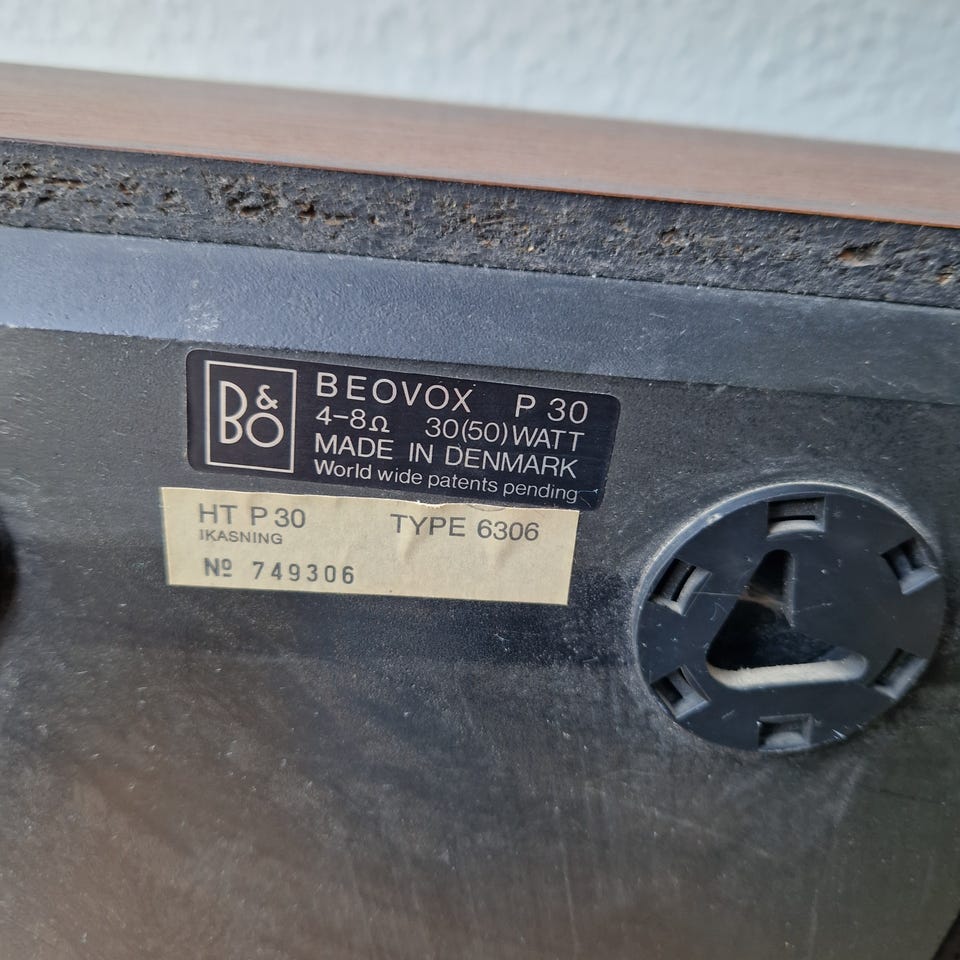 B&O
BEOVOX P 30
4-8Ω 30(50) WATT
MADE IN DENMARK
World wide patents pending
HT P 30 TYPE 6306
IKASNING
Nº 749306